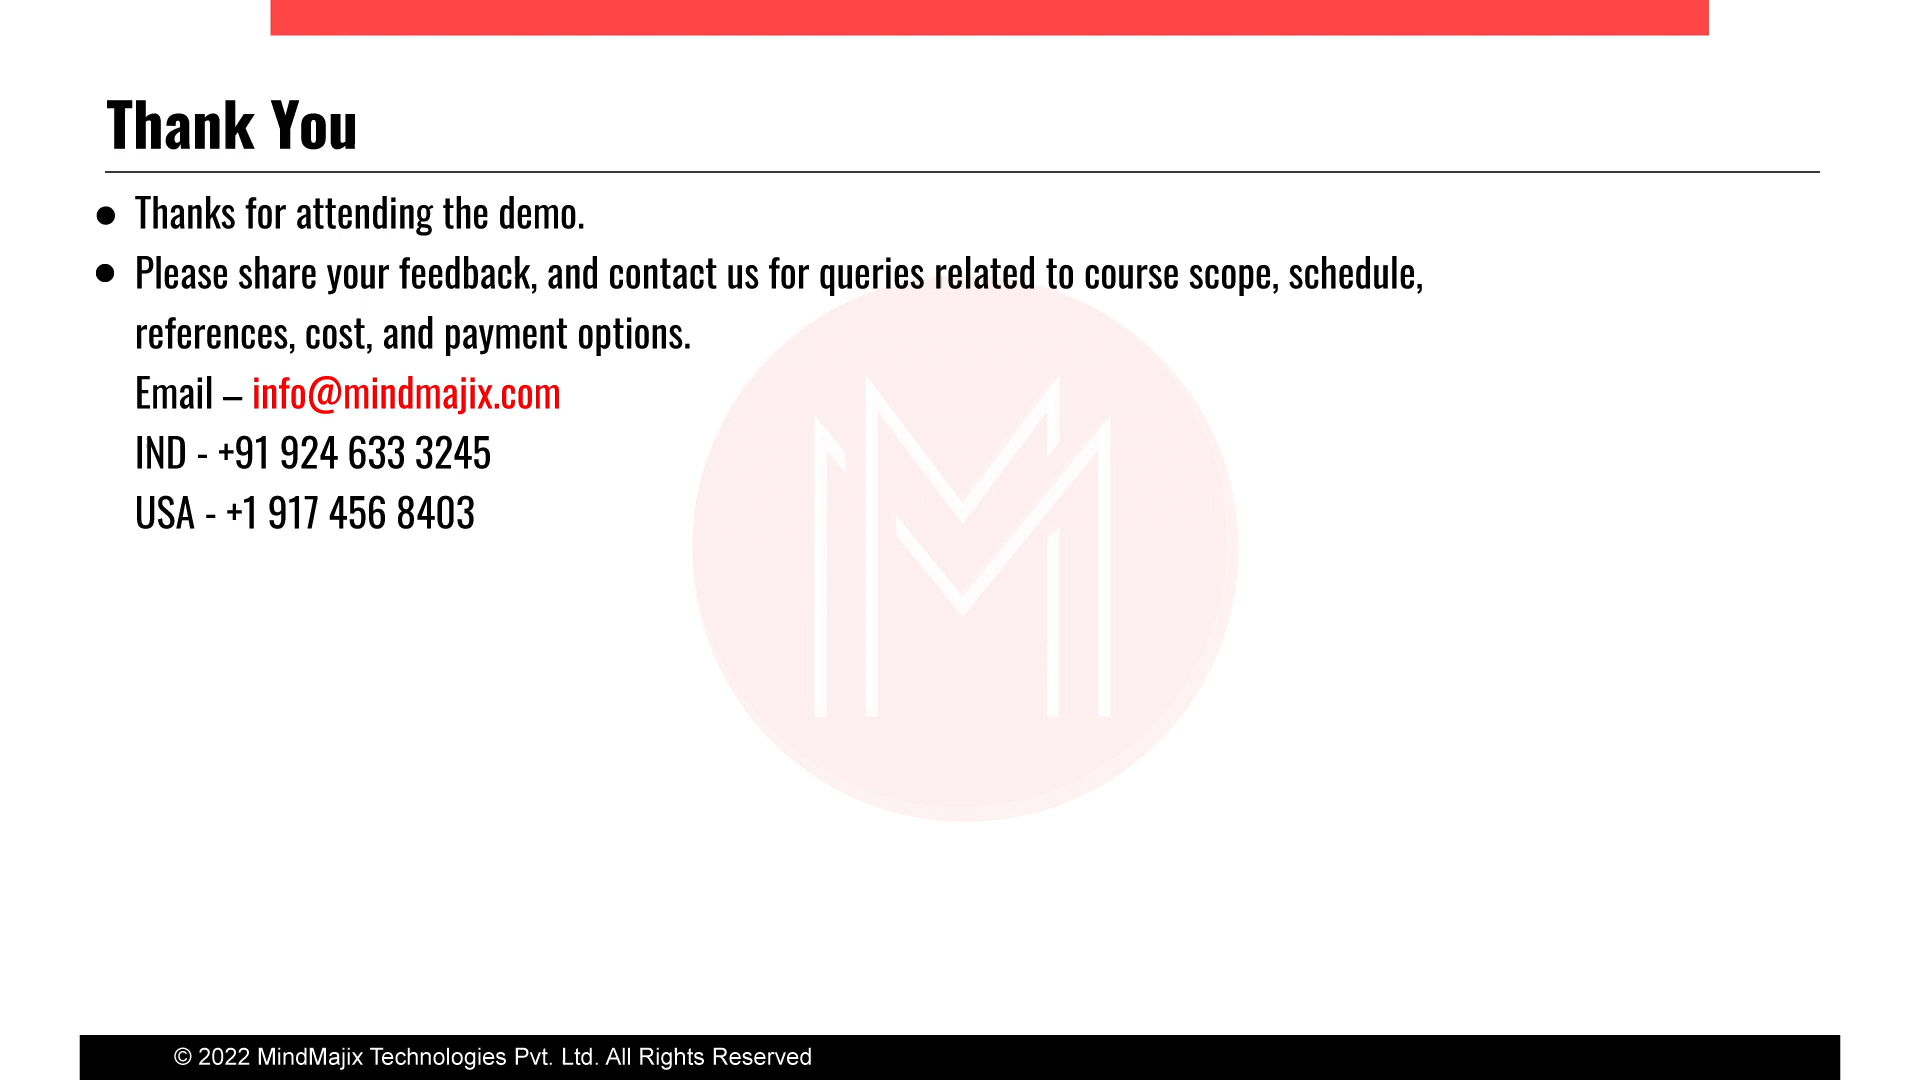 Thank You
● Thanks for attending the demo.
● Please share your feedback, and contact us for queries related to course scope, schedule,
references, cost, and payment options.
Email – info@mindmajix.com
IND - +91 924 633 3245
USA - +1 917 456 8403
© 2022 MindMajix Technologies Pvt. Ltd. All Rights Reserved